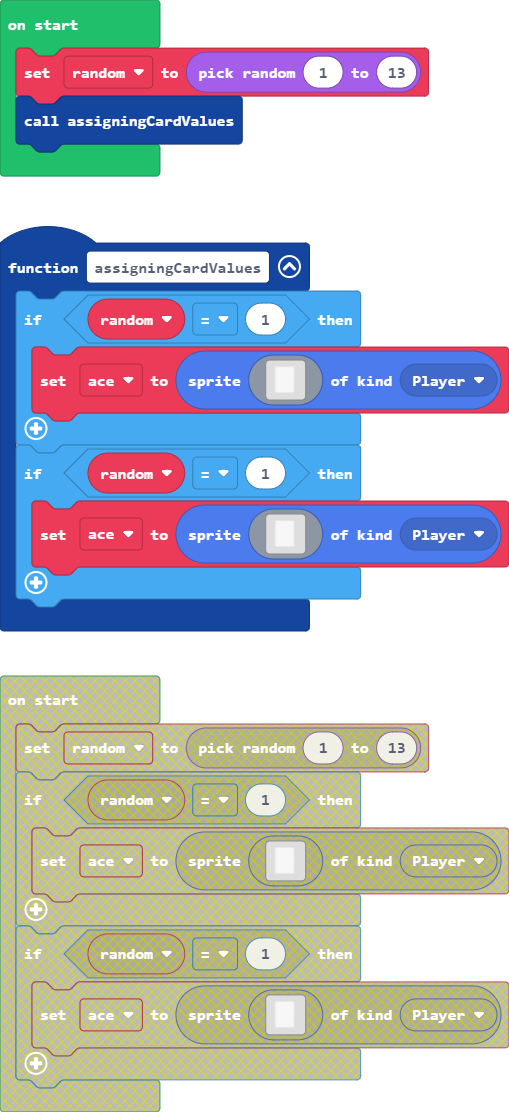 on start
set random to pick random 1 to 13
call assigningCardValues
function assigningCardValues
if random = 1 then
set ace to sprite of kind Player
if random = 1 then
set ace to sprite of kind Player
on start
set random to pick random 1 to 13
if random = 1 then
set ace to sprite of kind Player
if random = 1 then
set ace to sprite of kind Player